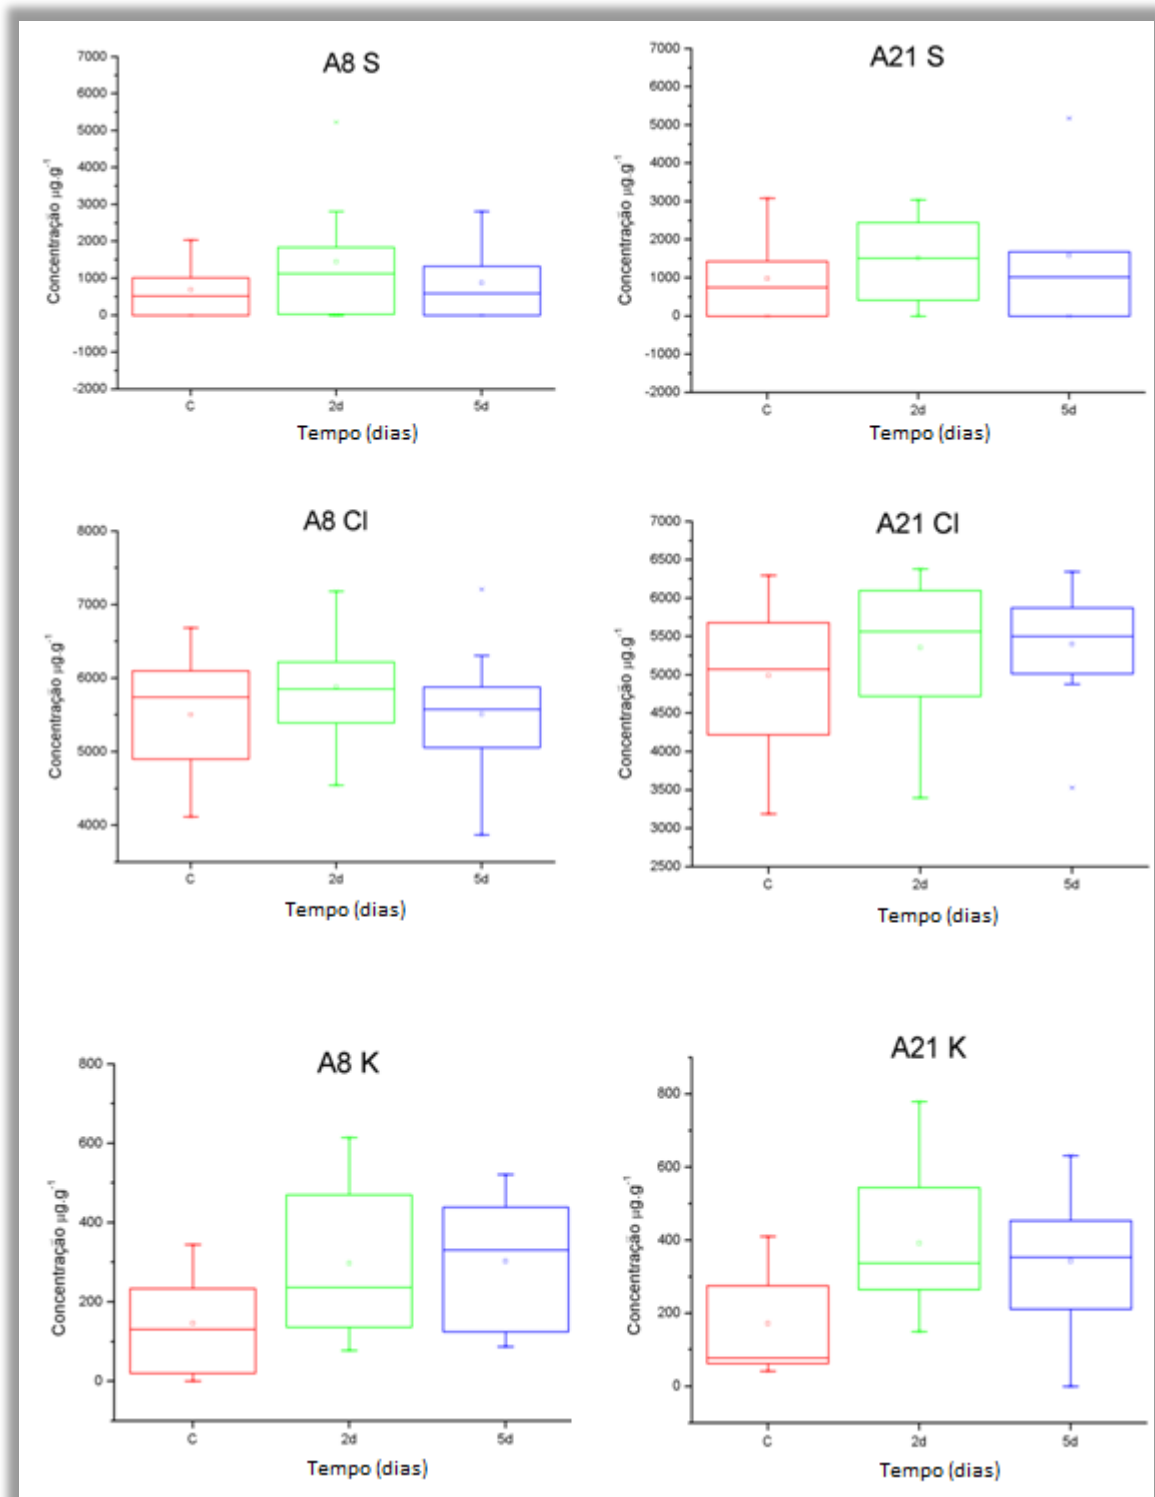 A8 S
7000
6000
5000
4000
3000
2000
1000
0
-1000
-2000
Concentração µg.g⁻¹
C 2d 5d
Tempo (dias)
A21 S
7000
6000
5000
4000
3000
2000
1000
0
-1000
-2000
Concentração µg.g⁻¹
C 2d 5d
Tempo (dias)
A8 Cl
8000
7000
6000
5000
4000
Concentração µg.g⁻¹
C 2d 5d
Tempo (dias)
A21 Cl
7000
6500
6000
5500
5000
4500
4000
3500
3000
2500
Concentração µg.g⁻¹
C 2d 5d
Tempo (dias)
A8 K
800
600
400
200
0
Concentração µg.g⁻¹
C 2d 5d
Tempo (dias)
A21 K
800
600
400
200
0
Concentração µg.g⁻¹
C 2d 5d
Tempo (dias)